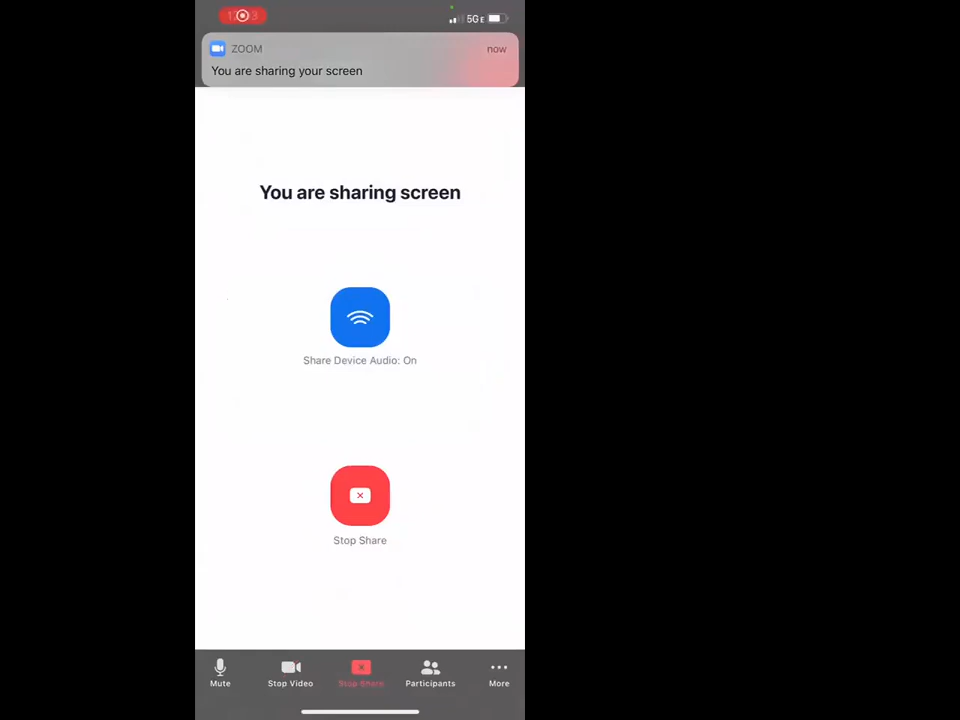 5GE
ZOOM
now
You are sharing your screen
You are sharing screen
Share Device Audio: On
Stop Share
Mute
Stop Video
Stop Share
Participants
More